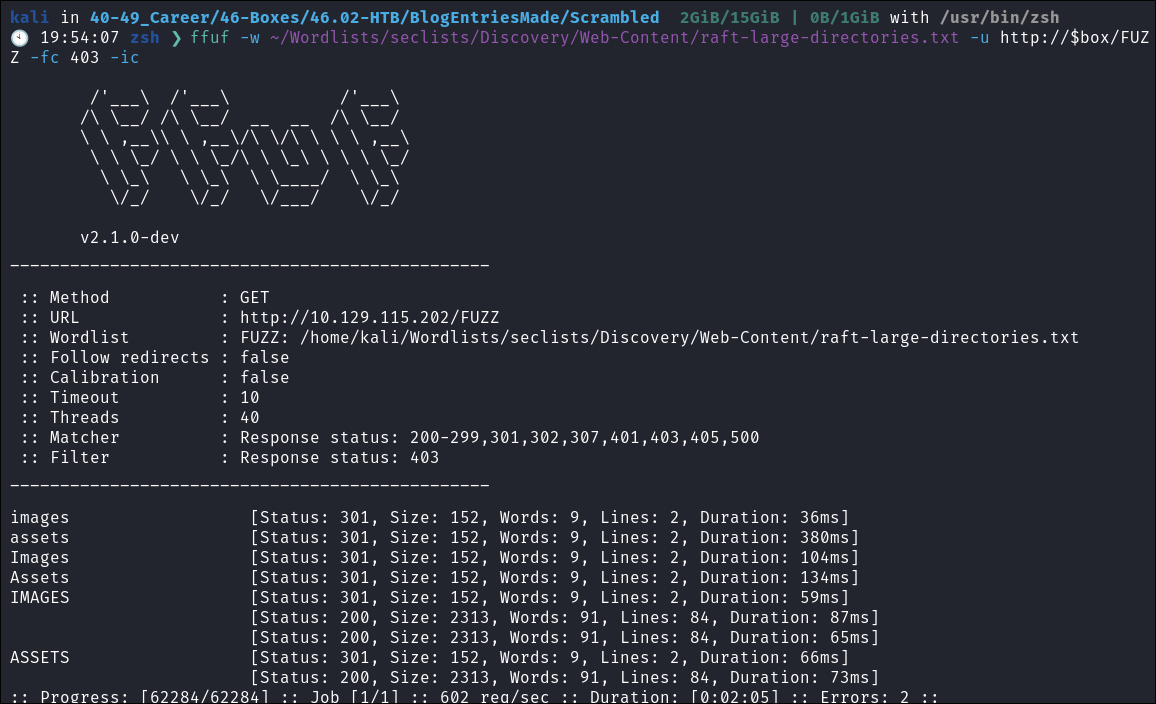 kali in 40-49_Career/46-Boxes/46.02-HTB/BlogEntriesMade/Scrambled  2GiB/15GiB | 0B/1GiB with /usr/bin/zsh
🕙 19:54:07 zsh ❯ ffuf -w ~/Wordlists/seclists/Discovery/Web-Content/raft-large-directories.txt -u http://$box/FUZ
Z -fc 403 -ic

        /'___\  /'___\           /'___\
       /\ \__/ /\ \__/  __  __  /\ \__/
       \ \ ,__\\ \ ,__\/\ \/\ \ \ \ ,__\
        \ \ \_/ \ \ \_/\ \ \_\ \ \ \ \_/
         \ \_\   \ \_\  \ \____/  \ \_\
          \/_/    \/_/   \/___/    \/_/

       v2.1.0-dev
________________________________________________

 :: Method           : GET
 :: URL              : http://10.129.115.202/FUZZ
 :: Wordlist         : FUZZ: /home/kali/Wordlists/seclists/Discovery/Web-Content/raft-large-directories.txt
 :: Follow redirects : false
 :: Calibration      : false
 :: Timeout          : 10
 :: Threads          : 40
 :: Matcher          : Response status: 200-299,301,302,307,401,403,405,500
 :: Filter           : Response status: 403
________________________________________________

images                  [Status: 301, Size: 152, Words: 9, Lines: 2, Duration: 36ms]
assets                  [Status: 301, Size: 152, Words: 9, Lines: 2, Duration: 380ms]
Images                  [Status: 301, Size: 152, Words: 9, Lines: 2, Duration: 104ms]
Assets                  [Status: 301, Size: 152, Words: 9, Lines: 2, Duration: 134ms]
IMAGES                  [Status: 301, Size: 152, Words: 9, Lines: 2, Duration: 59ms]
                        [Status: 200, Size: 2313, Words: 91, Lines: 84, Duration: 87ms]
                        [Status: 200, Size: 2313, Words: 91, Lines: 84, Duration: 65ms]
ASSETS                  [Status: 301, Size: 152, Words: 9, Lines: 2, Duration: 66ms]
                        [Status: 200, Size: 2313, Words: 91, Lines: 84, Duration: 73ms]
:: Progress: [62284/62284] :: Job [1/1] :: 602 req/sec :: Duration: [0:02:05] :: Errors: 2 ::